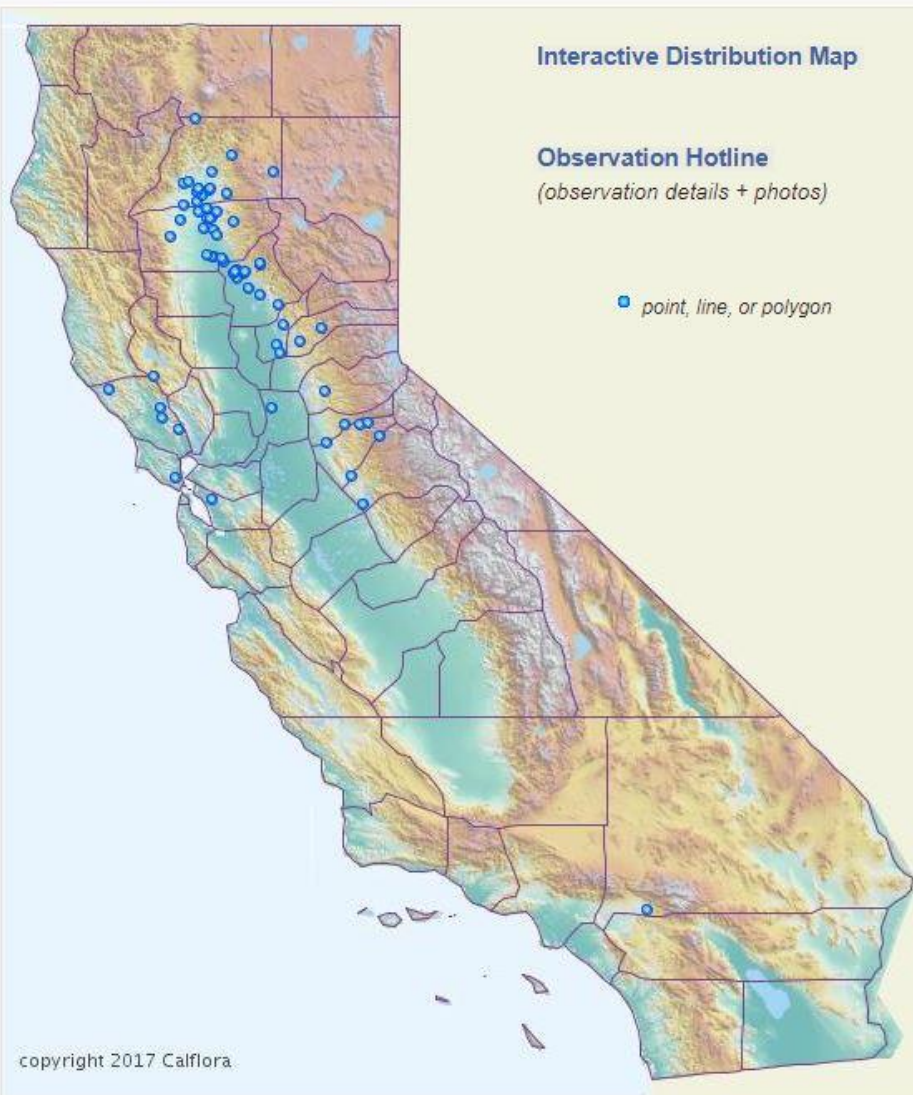 Interactive Distribution Map
Observation Hotline
(observation details + photos)
point, line, or polygon
copyright 2017 Calflora